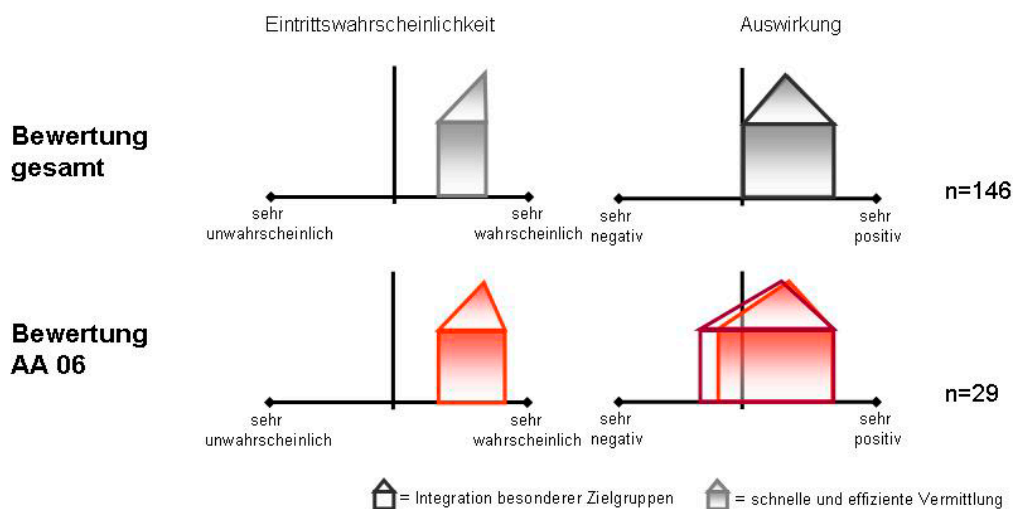 Eintrittswahrscheinlichkeit
Auswirkung
Bewertung
gesamt
sehr
unwahrscheinlich
sehr
wahrscheinlich
sehr
negativ
sehr
positiv
n=146
Bewertung
AA 06
sehr
unwahrscheinlich
sehr
wahrscheinlich
sehr
negativ
sehr
positiv
n=29
= Integration besonderer Zielgruppen
= schnelle und effiziente Vermittlung